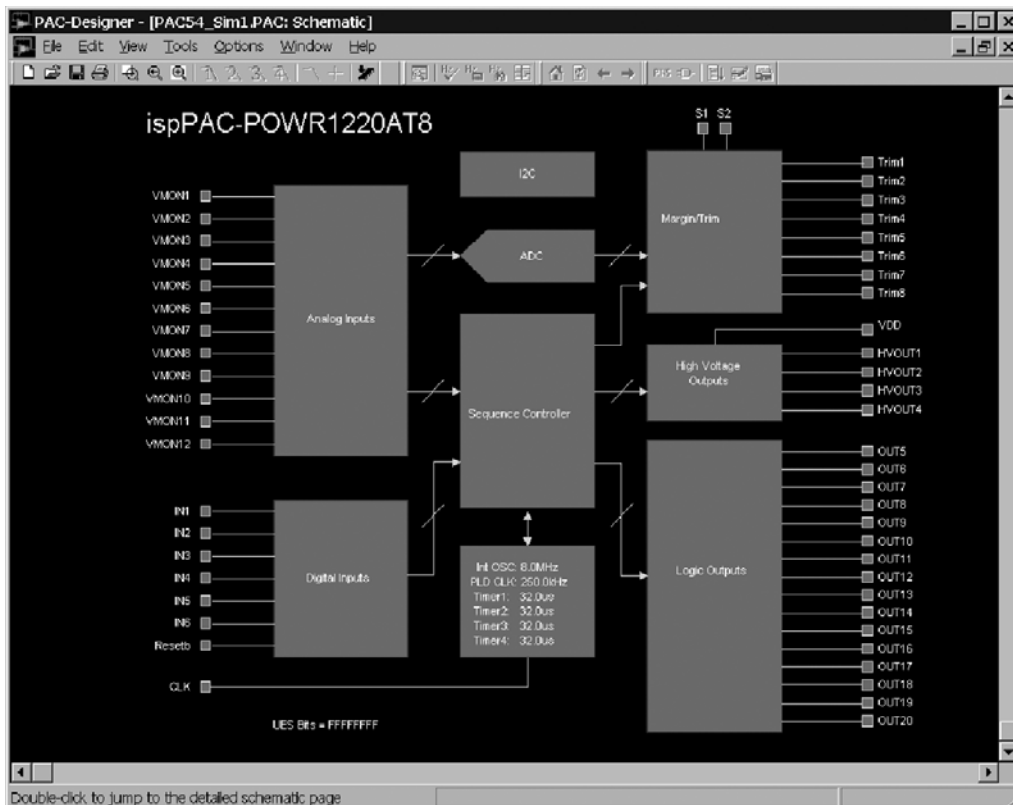 PAC-Designer - [PAC54_Sim1.PAC: Schematic]
File Edit View Tools Options Window Help
ispPAC-POWR1220AT8
S1 S2
VMON1
VMON2
VMON3
VMON4
VMON5
VMON6
VMON7
VMON8
VMON9
VMON10
VMON11
VMON12
Analog Inputs
I2C
ADC
Margin/Trim
Trim1
Trim2
Trim3
Trim4
Trim5
Trim6
Trim7
Trim8
VDD
High Voltage
Outputs
HVOUT1
HVOUT2
HVOUT3
HVOUT4
Sequence Controller
IN1
IN2
IN3
IN4
IN5
IN6
Resetb
CLK
Digital Inputs
Int OSC: 8.0MHz
PLD CLK: 250.0kHz
Timer1: 32.0us
Timer2: 32.0us
Timer3: 32.0us
Timer4: 32.0us
Logic Outputs
OUT5
OUT6
OUT7
OUT8
OUT9
OUT10
OUT11
OUT12
OUT13
OUT14
OUT15
OUT16
OUT17
OUT18
OUT19
OUT20
UES Bits = FFFFFFFF
Double-click to jump to the detailed schematic page